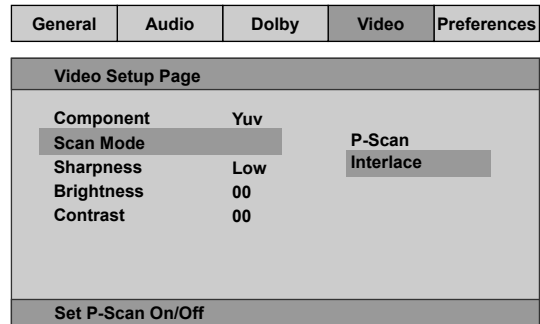 General Audio Dolby Video Preferences
Video Setup Page
Component Yuv
Scan Mode P-Scan
Sharpness Low Interlace
Brightness 00
Contrast 00
Set P-Scan On/Off